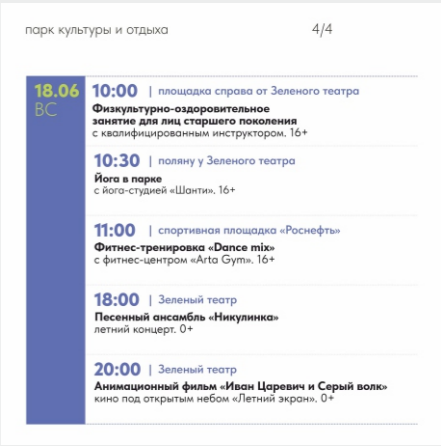 парк культуры и отдыха 4/4
18.06
ВС
10:00 | площадка справа от Зеленого театра
Физкультурно-оздоровительное
занятие для лиц старшего поколения
с квалифицированным инструктором. 16+
10:30 | поляну у Зеленого театра
Йога в парке
с йога-студией «Шанти». 16+
11:00 | спортивная площадка «Роснефть»
Фитнес-тренировка «Dance mix»
с фитнес-центром «Arta Gym». 16+
18:00 | Зеленый театр
Песенный ансамбль «Никулинка»
летний концерт. 0+
20:00 | Зеленый театр
Анимационный фильм «Иван Царевич и Серый волк»
кино под открытым небом «Летний экран». 0+